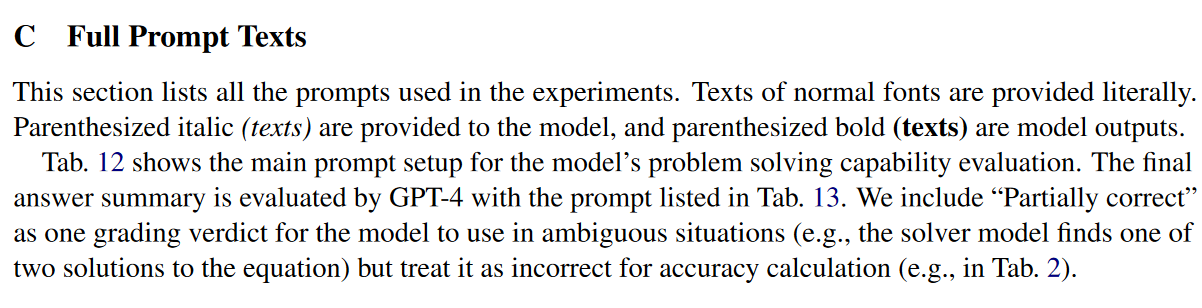 C Full Prompt Texts
This section lists all the prompts used in the experiments. Texts of normal fonts are provided literally.
Parenthesized italic (texts) are provided to the model, and parenthesized bold (texts) are model outputs.
Tab. 12 shows the main prompt setup for the model’s problem solving capability evaluation. The final
answer summary is evaluated by GPT-4 with the prompt listed in Tab. 13. We include “Partially correct”
as one grading verdict for the model to use in ambiguous situations (e.g., the solver model finds one of
two solutions to the equation) but treat it as incorrect for accuracy calculation (e.g., in Tab. 2).